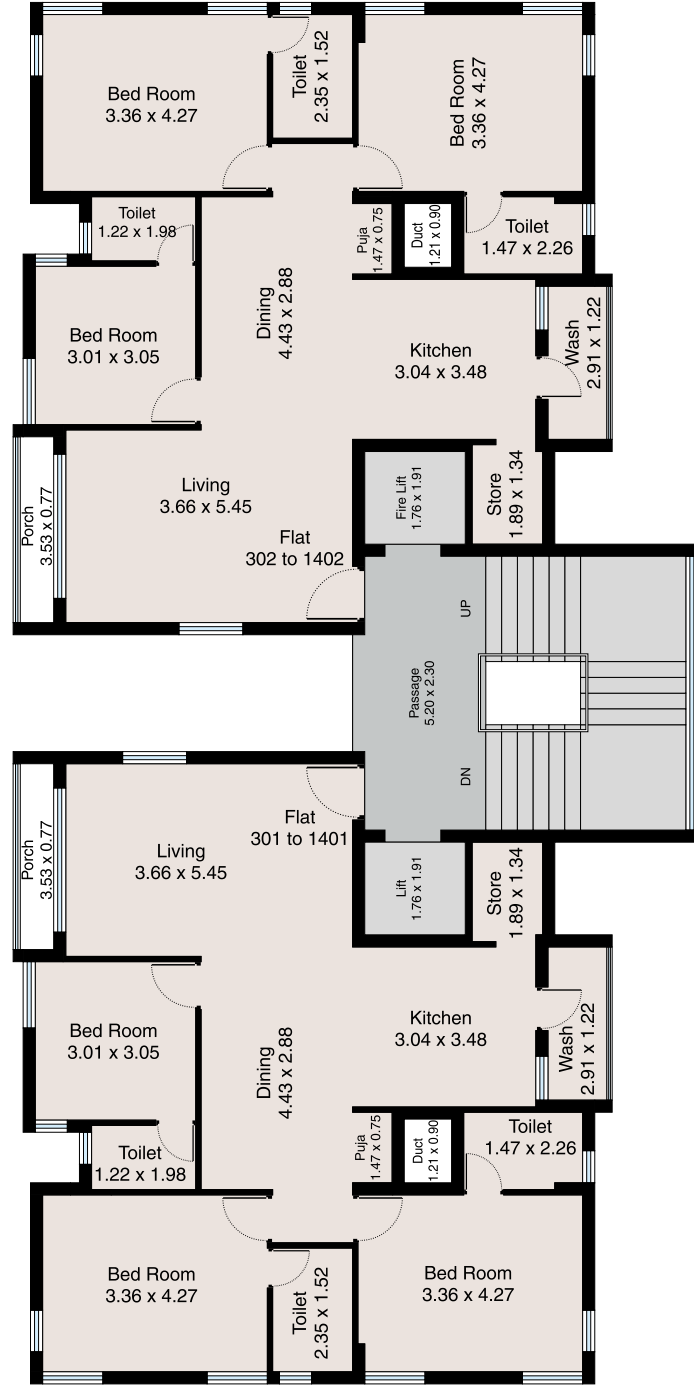 Bed Room
3.36 x 4.27
Toilet
2.35 x 1.52
Bed Room
3.36 x 4.27
Toilet
1.22 x 1.98
Puja
1.47 x 0.75
Duct
1.21 x 0.90
Toilet
1.47 x 2.26
Bed Room
3.01 x 3.05
Dining
4.43 x 2.88
Kitchen
3.04 x 3.48
Wash
2.91 x 1.22
Porch
3.53 x 0.77
Living
3.66 x 5.45
Flat
302 to 1402
Fire Lift
1.76 x 1.91
Store
1.89 x 1.34
Passage
5.20 x 2.30
UP
DN
Porch
3.53 x 0.77
Living
3.66 x 5.45
Flat
301 to 1401
Lift
1.76 x 1.91
Store
1.89 x 1.34
Bed Room
3.01 x 3.05
Dining
4.43 x 2.88
Kitchen
3.04 x 3.48
Wash
2.91 x 1.22
Toilet
1.22 x 1.98
Puja
1.47 x 0.75
Duct
1.21 x 0.90
Toilet
1.47 x 2.26
Bed Room
3.36 x 4.27
Toilet
2.35 x 1.52
Bed Room
3.36 x 4.27